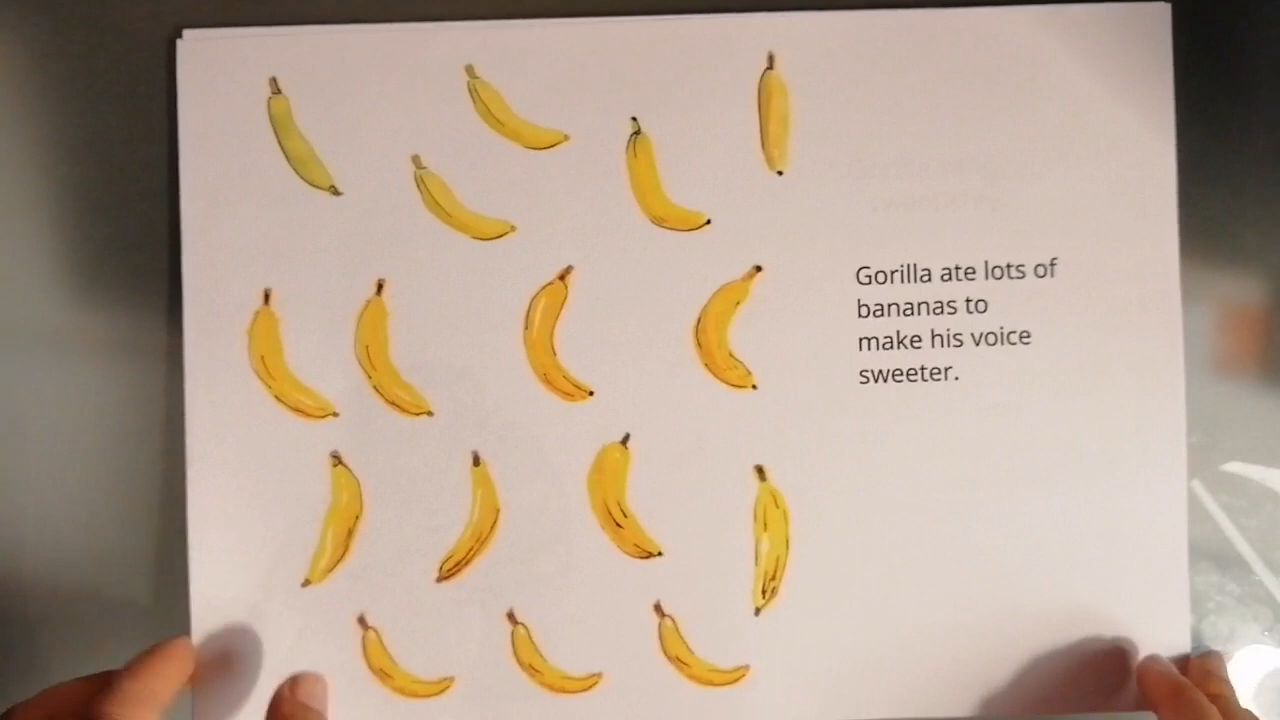 Gorilla ate lots of
bananas to
make his voice
sweeter.